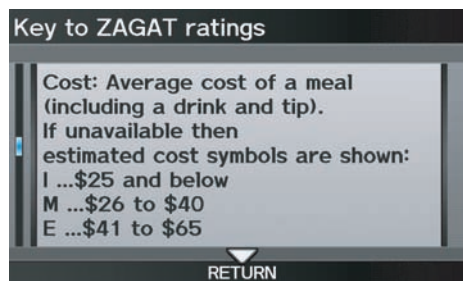 Key to ZAGAT ratings
Cost: Average cost of a meal
(including a drink and tip).
If unavailable then
estimated cost symbols are shown:
I ...$25 and below
M ...$26 to $40
E ...$41 to $65
RETURN